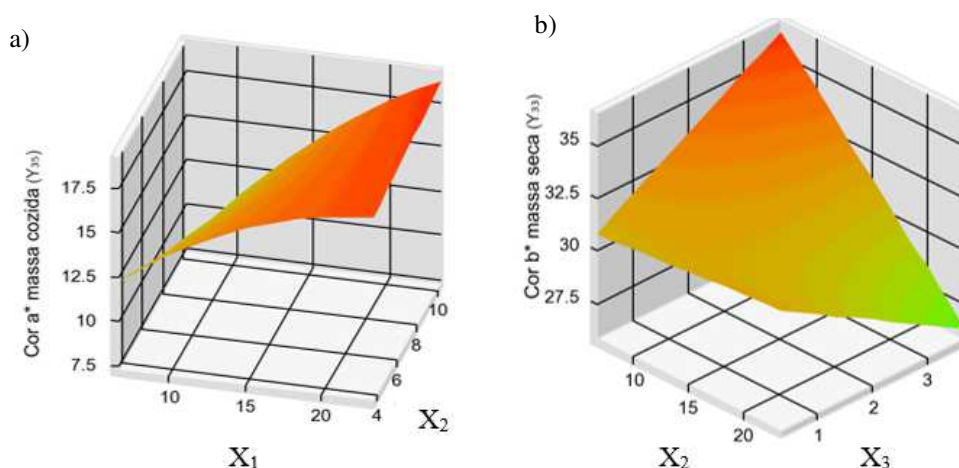 a)
Cor a* massa cozida (Y₃₅)
17.5
15
12.5
10
7.5
10
15
20
4
6
8
10
X₁
X₂
b)
Cor b* massa seca (Y₃₃)
35
32.5
30
27.5
10
15
20
1
2
3
X₂
X₃